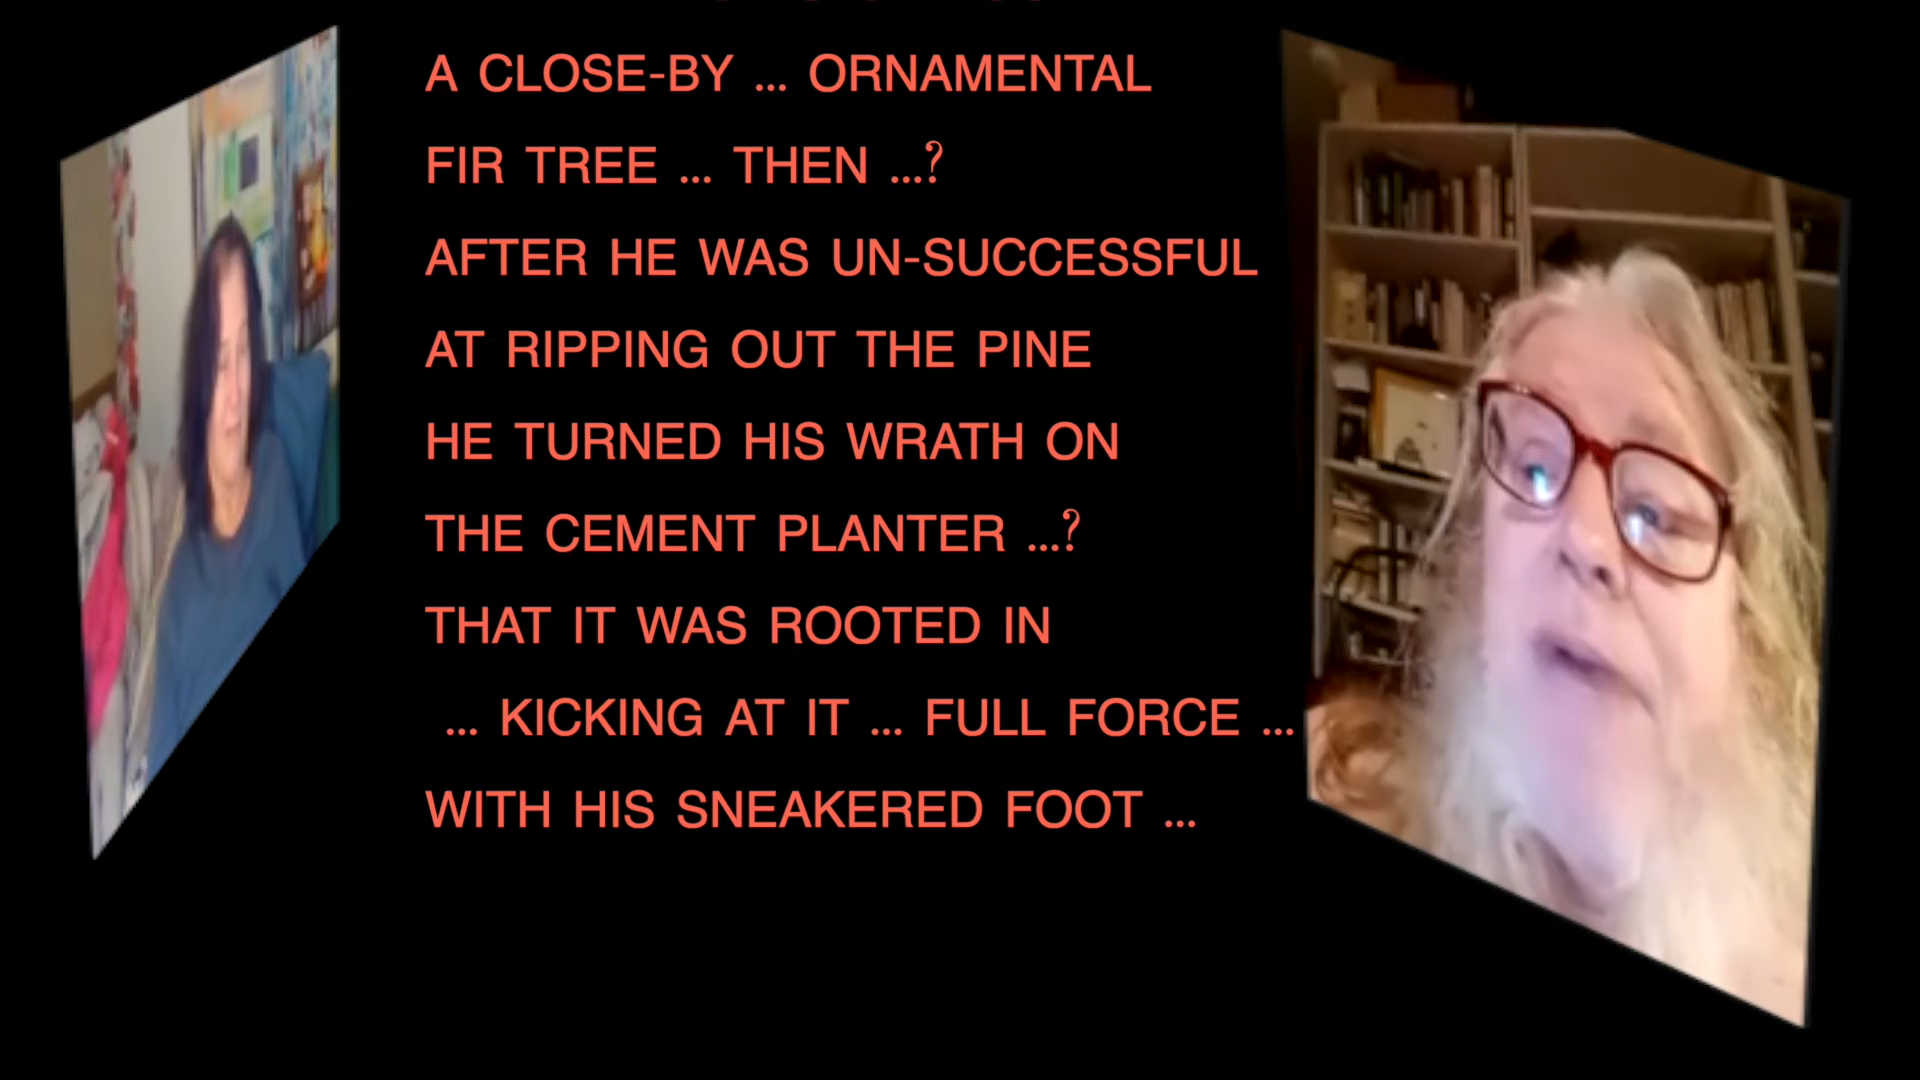 A CLOSE-BY ... ORNAMENTAL
FIR TREE ... THEN ...?
AFTER HE WAS UN-SUCCESSFUL
AT RIPPING OUT THE PINE
HE TURNED HIS WRATH ON
THE CEMENT PLANTER ...?
THAT IT WAS ROOTED IN
... KICKING AT IT ... FULL FORCE ...
WITH HIS SNEAKERED FOOT ...